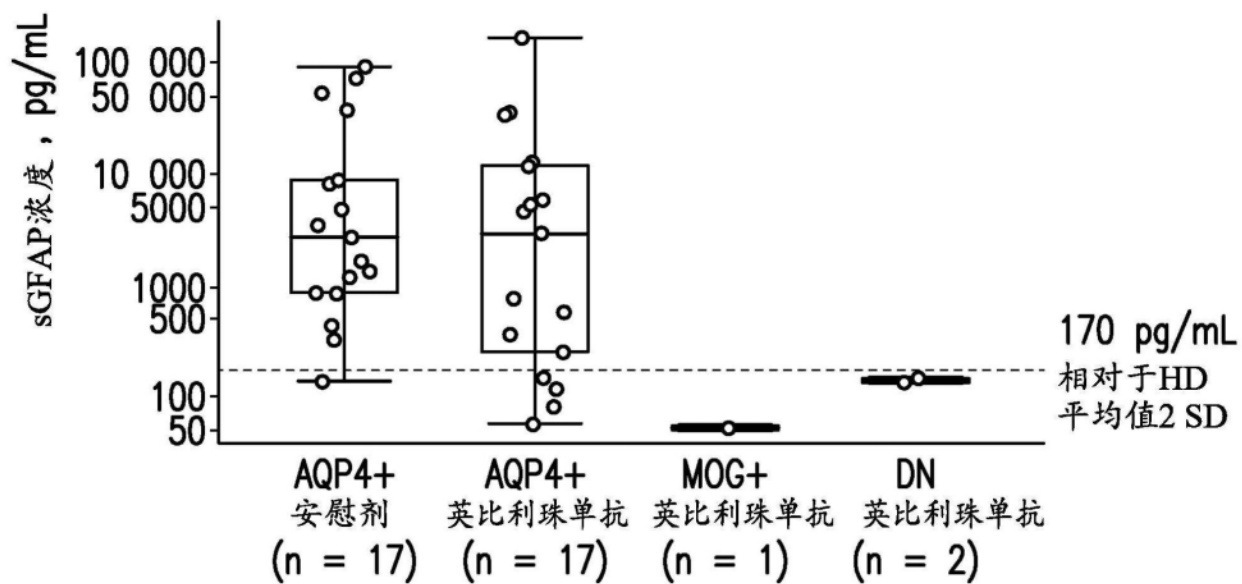 sGFAP浓度，pg/mL
100 000
50 000
10 000
5000
1000
500
100
50
170 pg/mL
相对于HD
平均值2 SD
AQP4+
安慰剂
(n = 17)
AQP4+
英比利珠单抗
(n = 17)
MOG+
英比利珠单抗
(n = 1)
DN
英比利珠单抗
(n = 2)